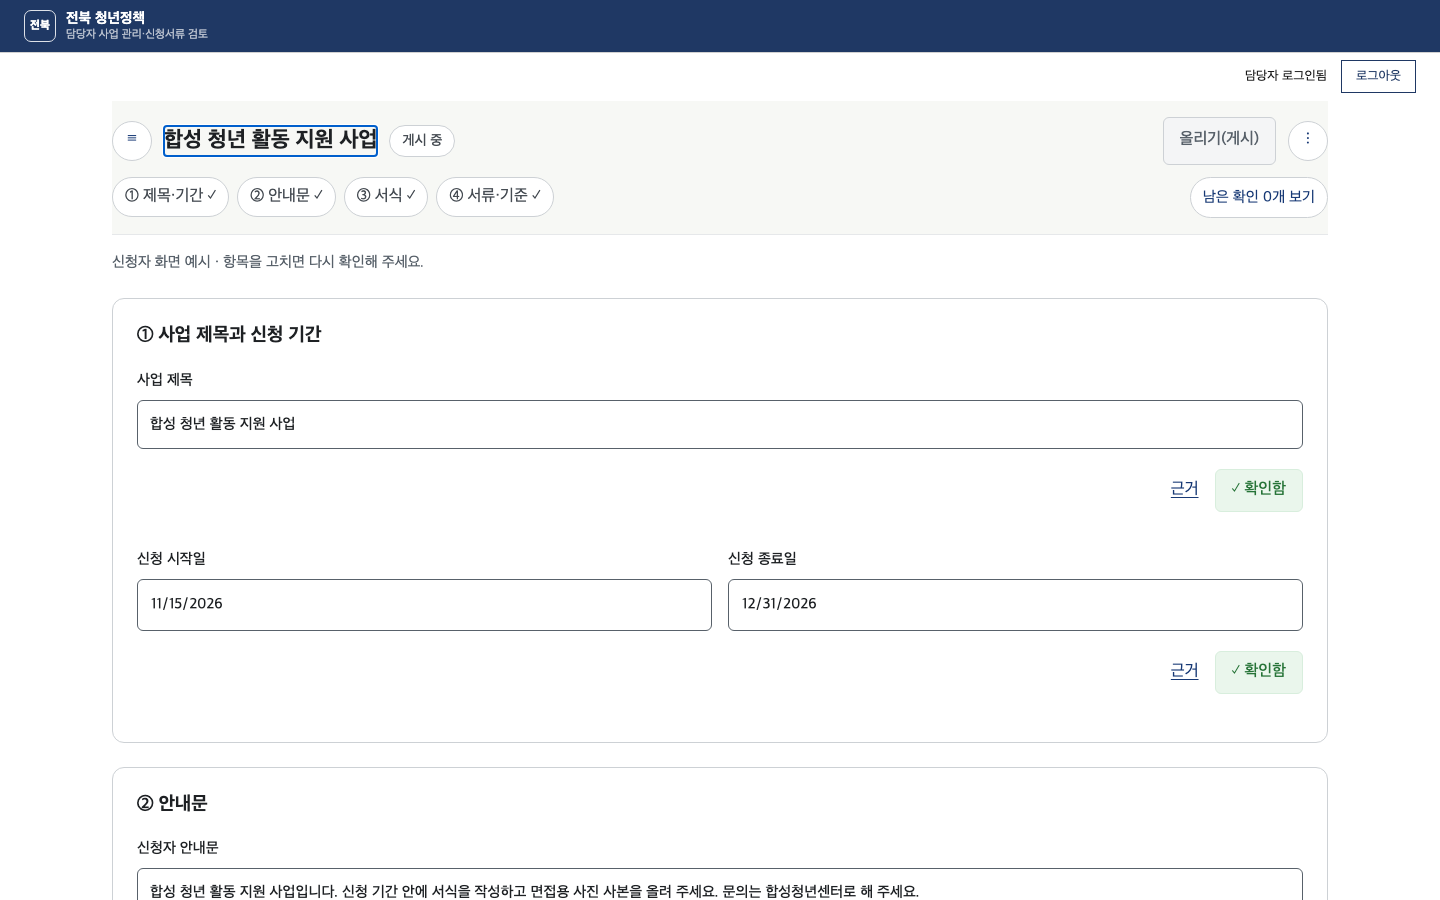 전북
전북 청년정책
담당자 사업 관리·신청서류 검토
담당자 로그인됨
로그아웃
≡
합성 청년 활동 지원 사업
게시 중
올리기(게시)
⋮
① 제목·기간 ✓
② 안내문 ✓
③ 서식 ✓
④ 서류·기준 ✓
남은 확인 0개 보기
신청자 화면 예시 · 항목을 고치면 다시 확인해 주세요.
① 사업 제목과 신청 기간
사업 제목
합성 청년 활동 지원 사업
근거
✓ 확인함
신청 시작일
신청 종료일
11/15/2026
12/31/2026
근거
✓ 확인함
② 안내문
신청자 안내문
합성 청년 활동 지원 사업입니다. 신청 기간 안에 서식을 작성하고 면접용 사진 사본을 올려 주세요. 문의는 합성청년센터로 해 주세요.